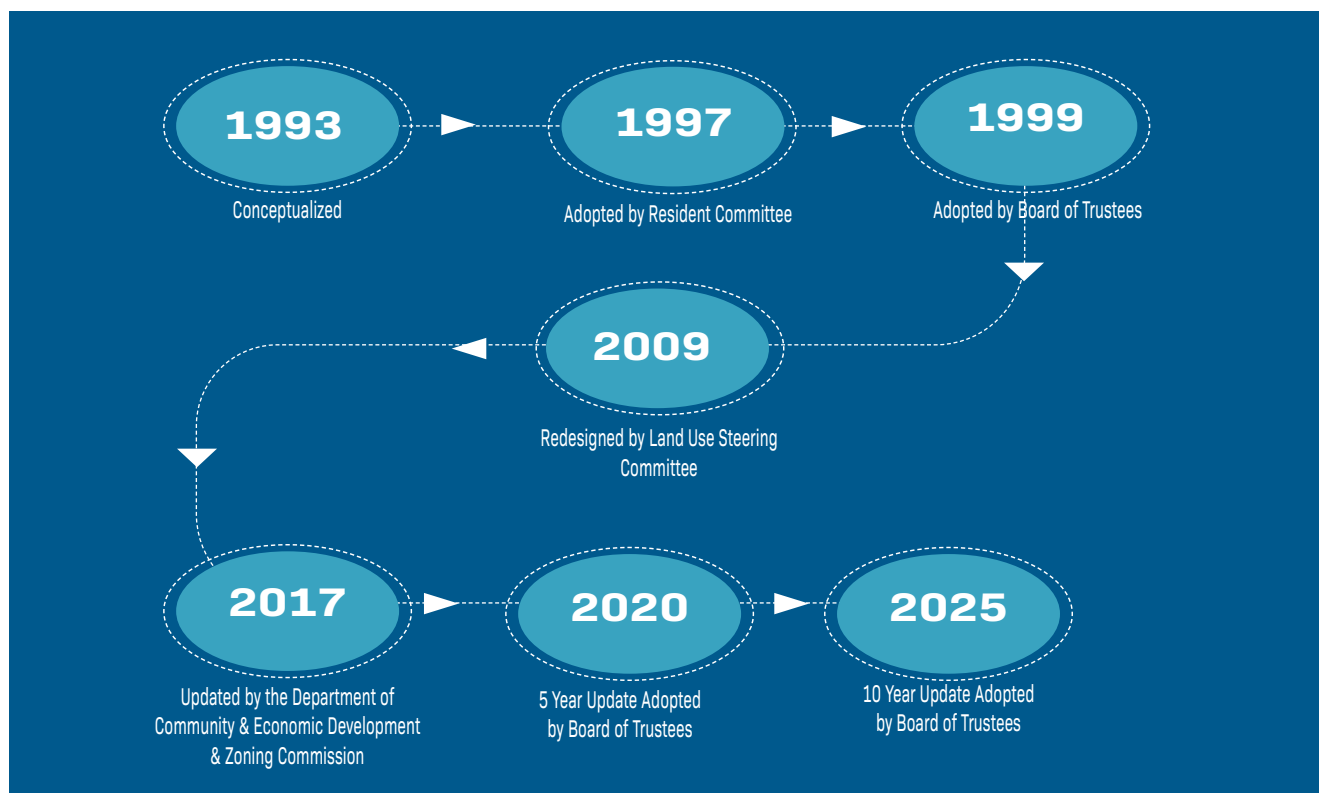 1993
Conceptualized
1997
Adopted by Resident Committee
1999
Adopted by Board of Trustees
2009
Redesigned by Land Use Steering
Committee
2017
Updated by the Department of
Community & Economic Development
& Zoning Commission
2020
5 Year Update Adopted
by Board of Trustees
2025
10 Year Update Adopted
by Board of Trustees